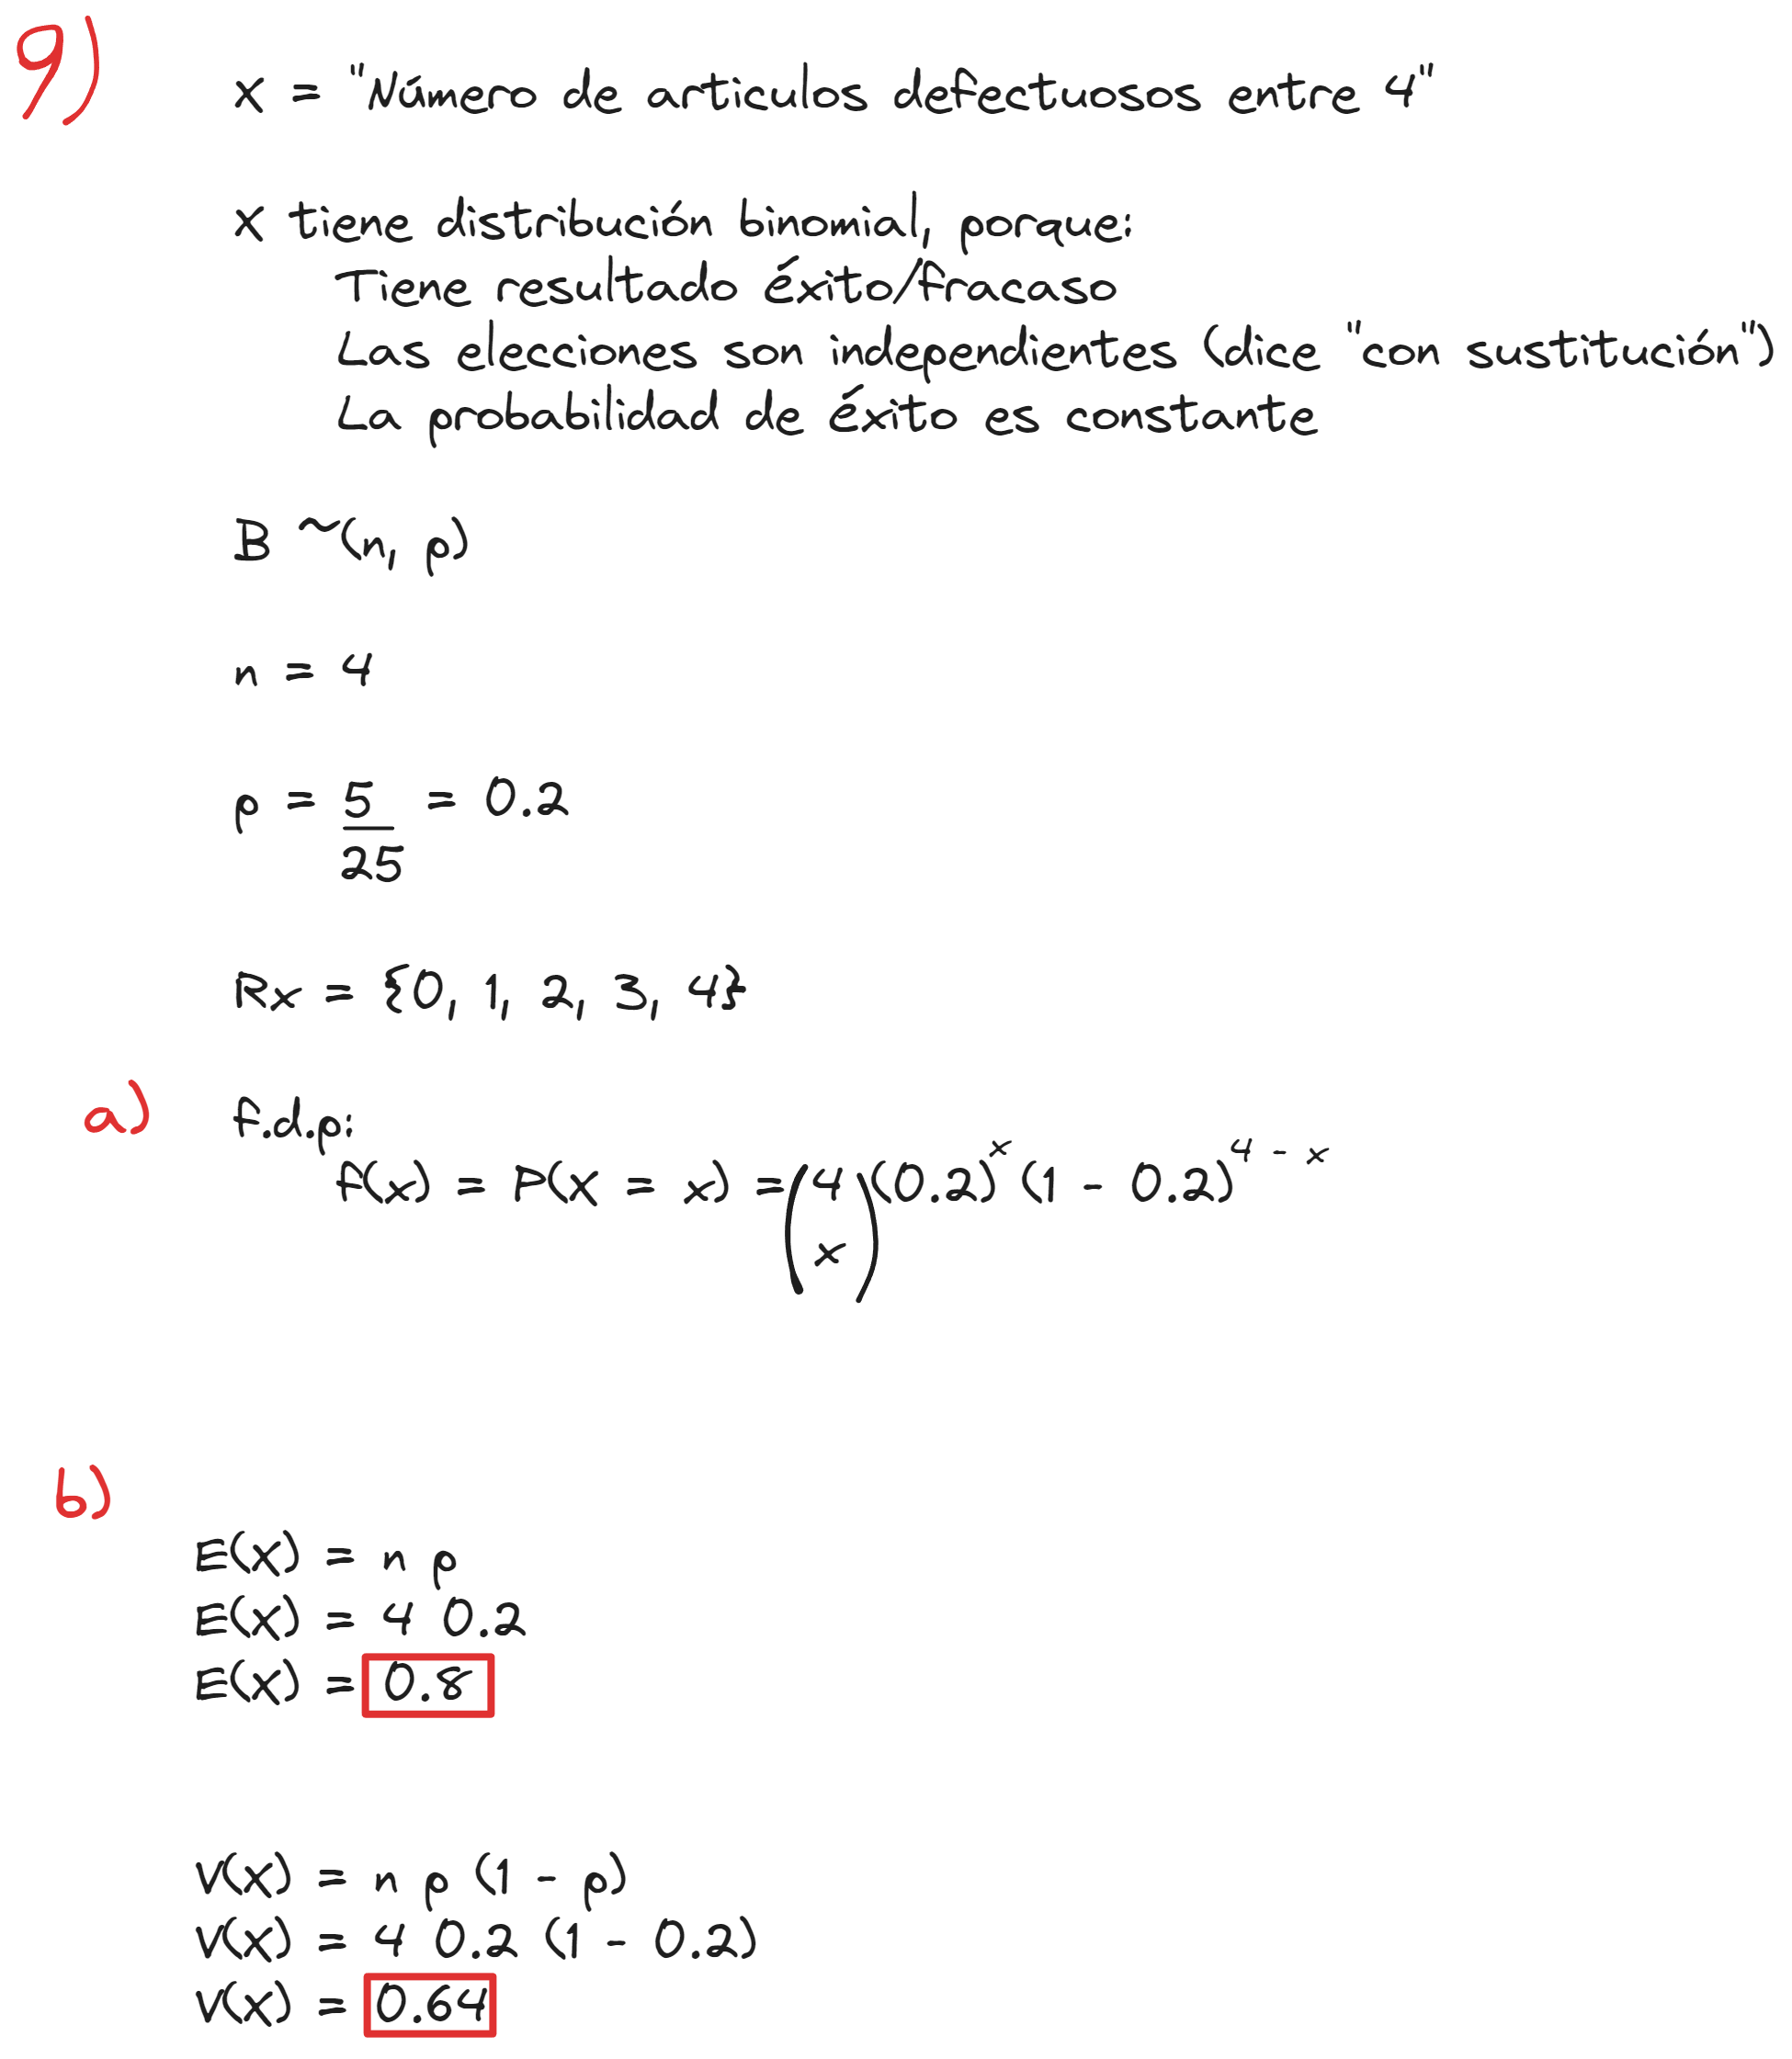 9)
x = "Número de articulos defectuosos entre 4"
x tiene distribución binomial, porque:
Tiene resultado éxito/fracaso
Las elecciones son independientes (dice "con sustitución")
La probabilidad de éxito es constante
B ~(n, p)
n = 4
p = 5/25 = 0.2
Rx = {0, 1, 2, 3, 4}
a) f.d.p:
f(x) = P(X = x) = (4 x) (0.2)^x (1 - 0.2)^4 - x
b)
E(X) = n p
E(X) = 4 0.2
E(X) = 0.8
V(X) = n p (1 - p)
V(X) = 4 0.2 (1 - 0.2)
V(X) = 0.64